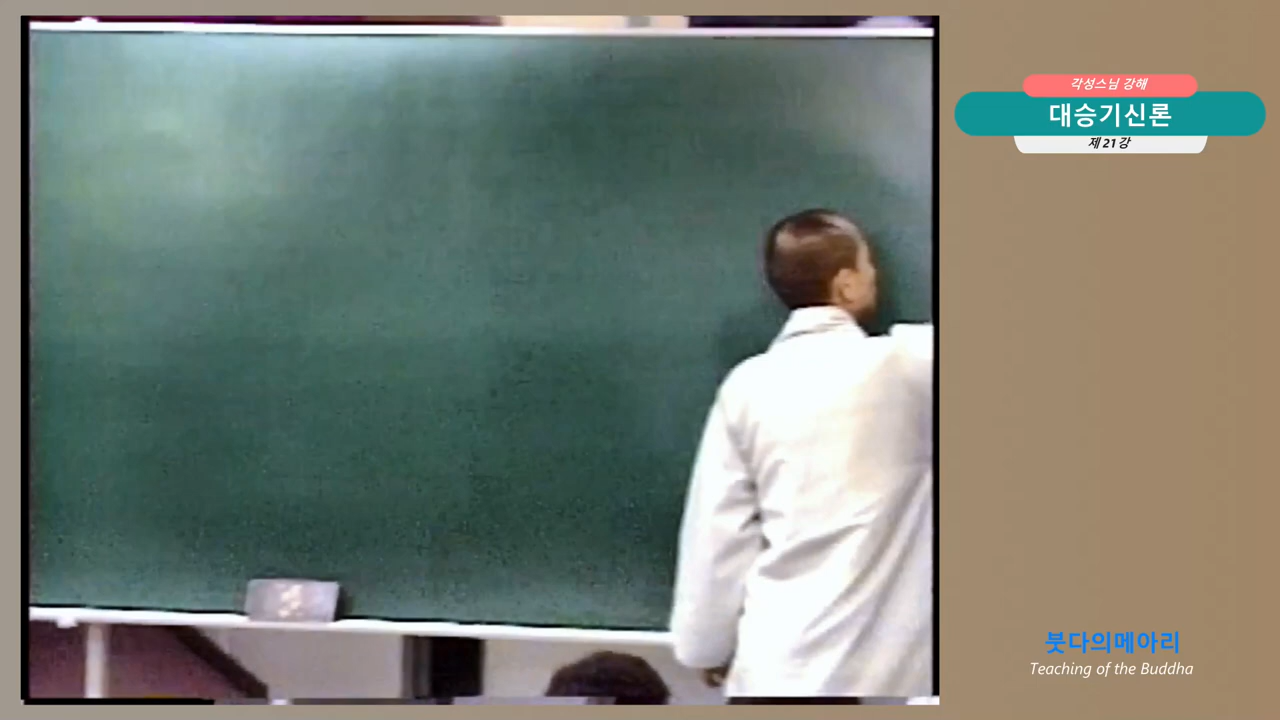 각성스님 강해
대승기신론
제21강
붓다의메아리
Teaching of the Buddha